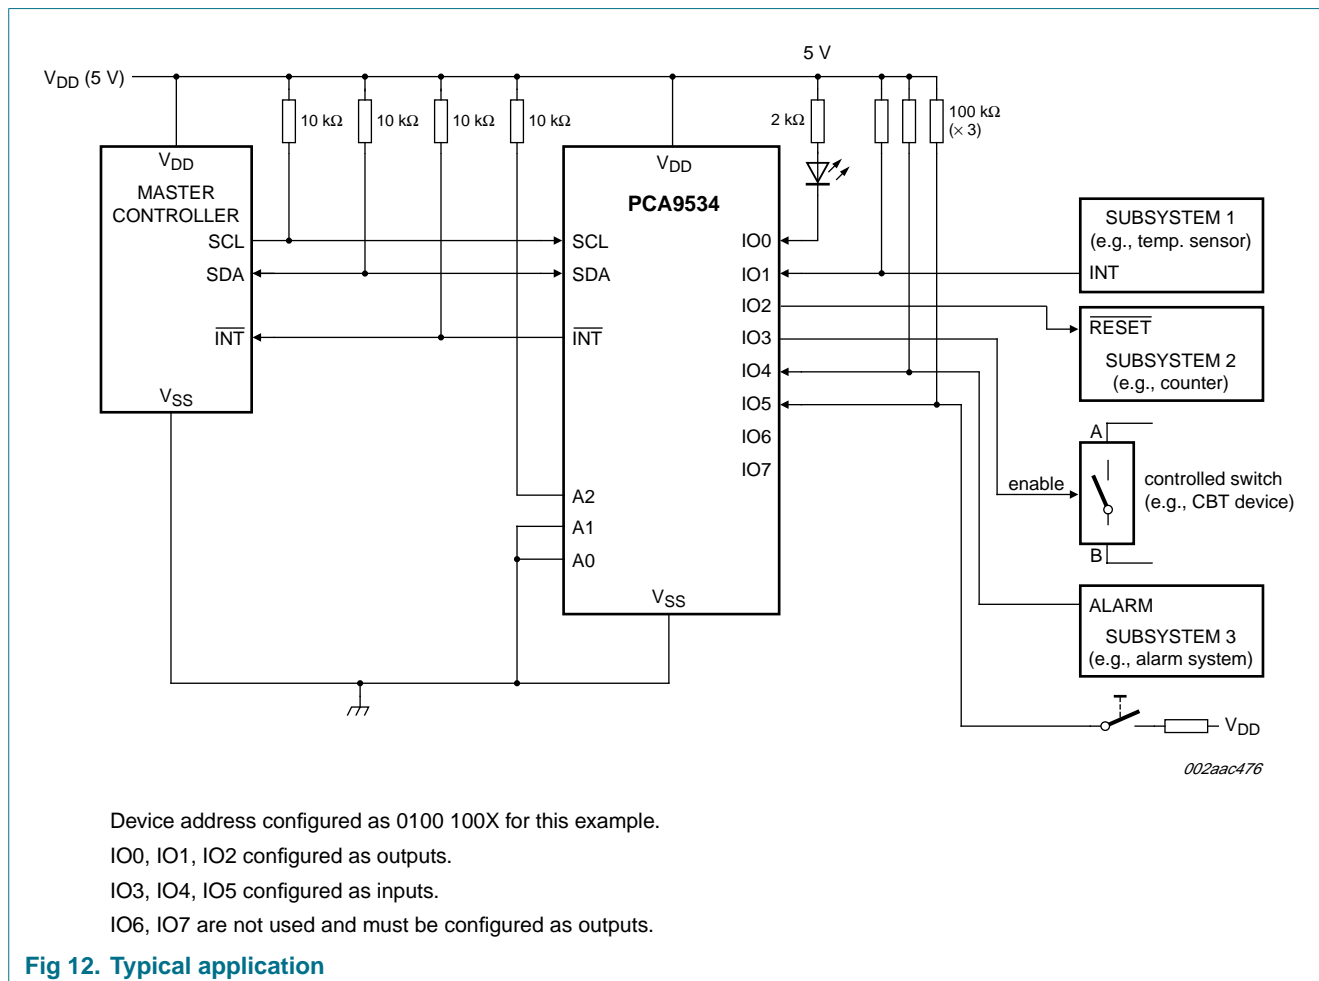 5 V
VDD (5 V)
10 kΩ
10 kΩ
10 kΩ
10 kΩ
2 kΩ
100 kΩ
(× 3)
VDD
MASTER
CONTROLLER
SCL
SDA
INT
VSS
VDD
PCA9534
SCL
SDA
INT
A2
A1
A0
VSS
IO0
IO1
IO2
IO3
IO4
IO5
IO6
IO7
SUBSYSTEM 1
(e.g., temp. sensor)
INT
RESET
SUBSYSTEM 2
(e.g., counter)
A
enable
controlled switch
(e.g., CBT device)
B
ALARM
SUBSYSTEM 3
(e.g., alarm system)
VDD
002aac476
Device address configured as 0100 100X for this example.
IO0, IO1, IO2 configured as outputs.
IO3, IO4, IO5 configured as inputs.
IO6, IO7 are not used and must be configured as outputs.
Fig 12. Typical application